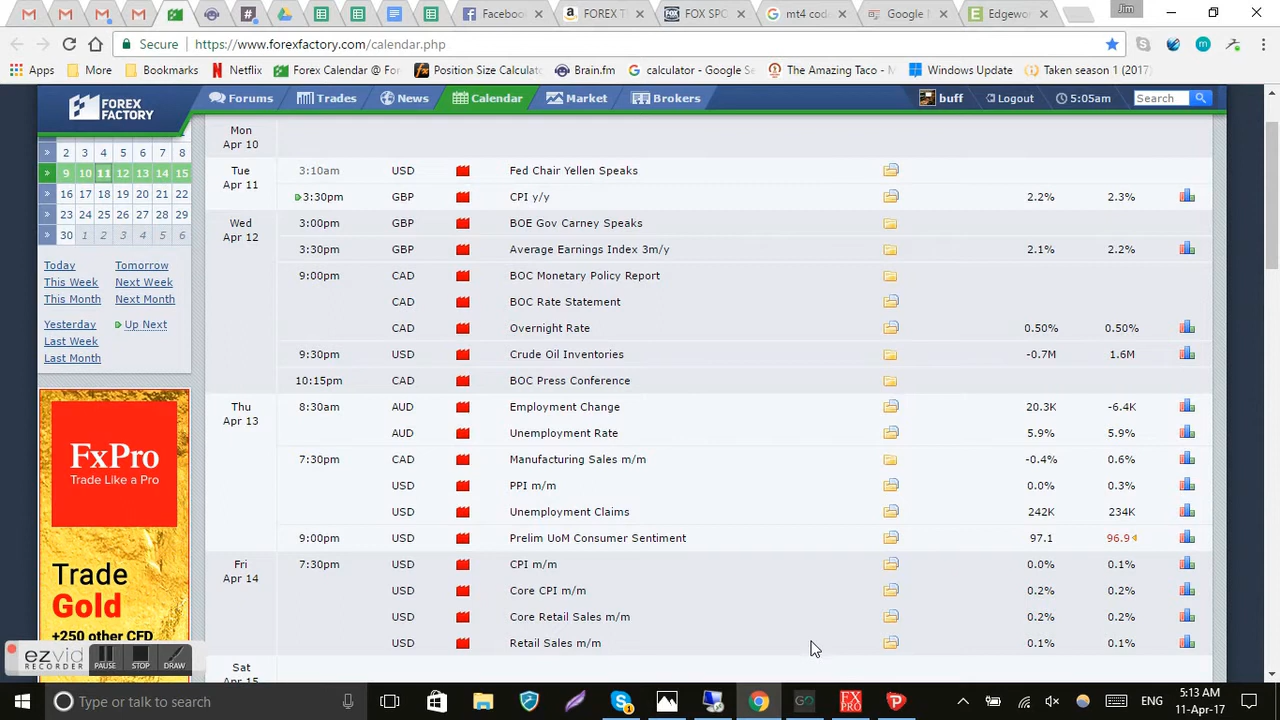 Jim
Facebook
FOREX T
FOX SPO
mt4 cod
Google
Edgewor
Secure
https://www.forexfactory.com/calendar.php
Apps
More
Bookmarks
Netflix
Forex Calendar @ For
Position Size Calculato
Brain.fm
calculator - Google Se
The Amazing Taco - M
Windows Update
Taken season 1 (2017)
FOREX
FACTORY
Forums
Trades
News
Calendar
Market
Brokers
buff
Logout
5:05am
Search
» 2 3 4 5 6 7 8
» 9 10 11 12 13 14 15
» 16 17 18 19 20 21 22
» 23 24 25 26 27 28 29
» 30 1 2 3 4 5 6
Today Tomorrow
This Week Next Week
This Month Next Month
Yesterday Up Next
Last Week
Last Month
FxPro
Trade Like a Pro
Trade
Gold
+250 other CFD
Mon
Apr 10
Tue
Apr 11
3:10am USD Fed Chair Yellen Speaks
3:30pm GBP CPI y/y 2.2% 2.3%
Wed
Apr 12
3:00pm GBP BOE Gov Carney Speaks
3:30pm GBP Average Earnings Index 3m/y 2.1% 2.2%
9:00pm CAD BOC Monetary Policy Report
CAD BOC Rate Statement
CAD Overnight Rate 0.50% 0.50%
9:30pm USD Crude Oil Inventories -0.7M 1.6M
10:15pm CAD BOC Press Conference
Thu
Apr 13
8:30am AUD Employment Change 20.3K -6.4K
AUD Unemployment Rate 5.9% 5.9%
7:30pm CAD Manufacturing Sales m/m -0.4% 0.6%
USD PPI m/m 0.0% 0.3%
USD Unemployment Claims 242K 234K
9:00pm USD Prelim UoM Consumer Sentiment 97.1 96.9
Fri
Apr 14
7:30pm USD CPI m/m 0.0% 0.1%
USD Core CPI m/m 0.2% 0.2%
USD Core Retail Sales m/m 0.2% 0.2%
USD Retail Sales m/m 0.1% 0.1%
Sat
Apr 15
ezvid
RECORDER
PAUSE
STOP
DRAW
Type or talk to search
GO
FX
PRO
ENG
5:13 AM
11-Apr-17